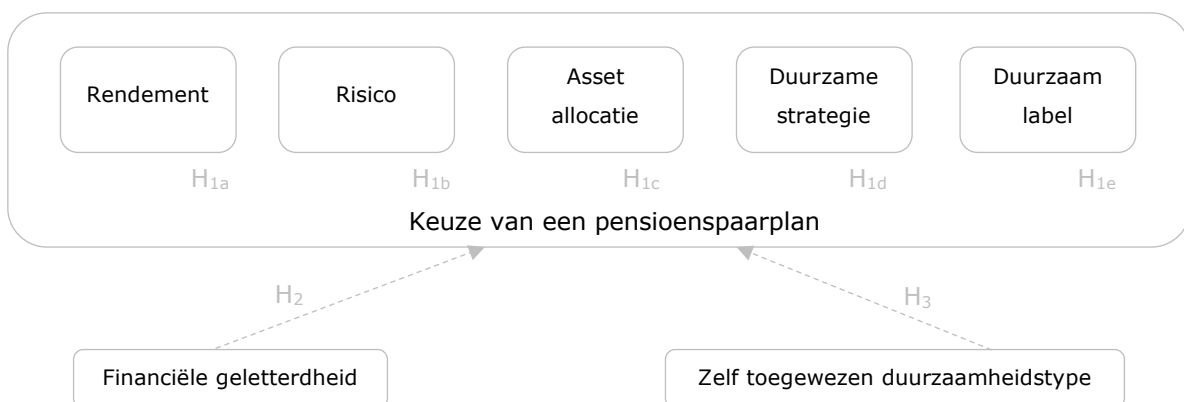 Rendement
Risico
Asset
allocatie
Duurzame
strategie
Duurzaam
label
H1a
H1b
H1c
H1d
H1e
Keuze van een pensioenspaarplan
H2
H3
Financiële geletterdheid
Zelf toegewezen duurzaamheidstype